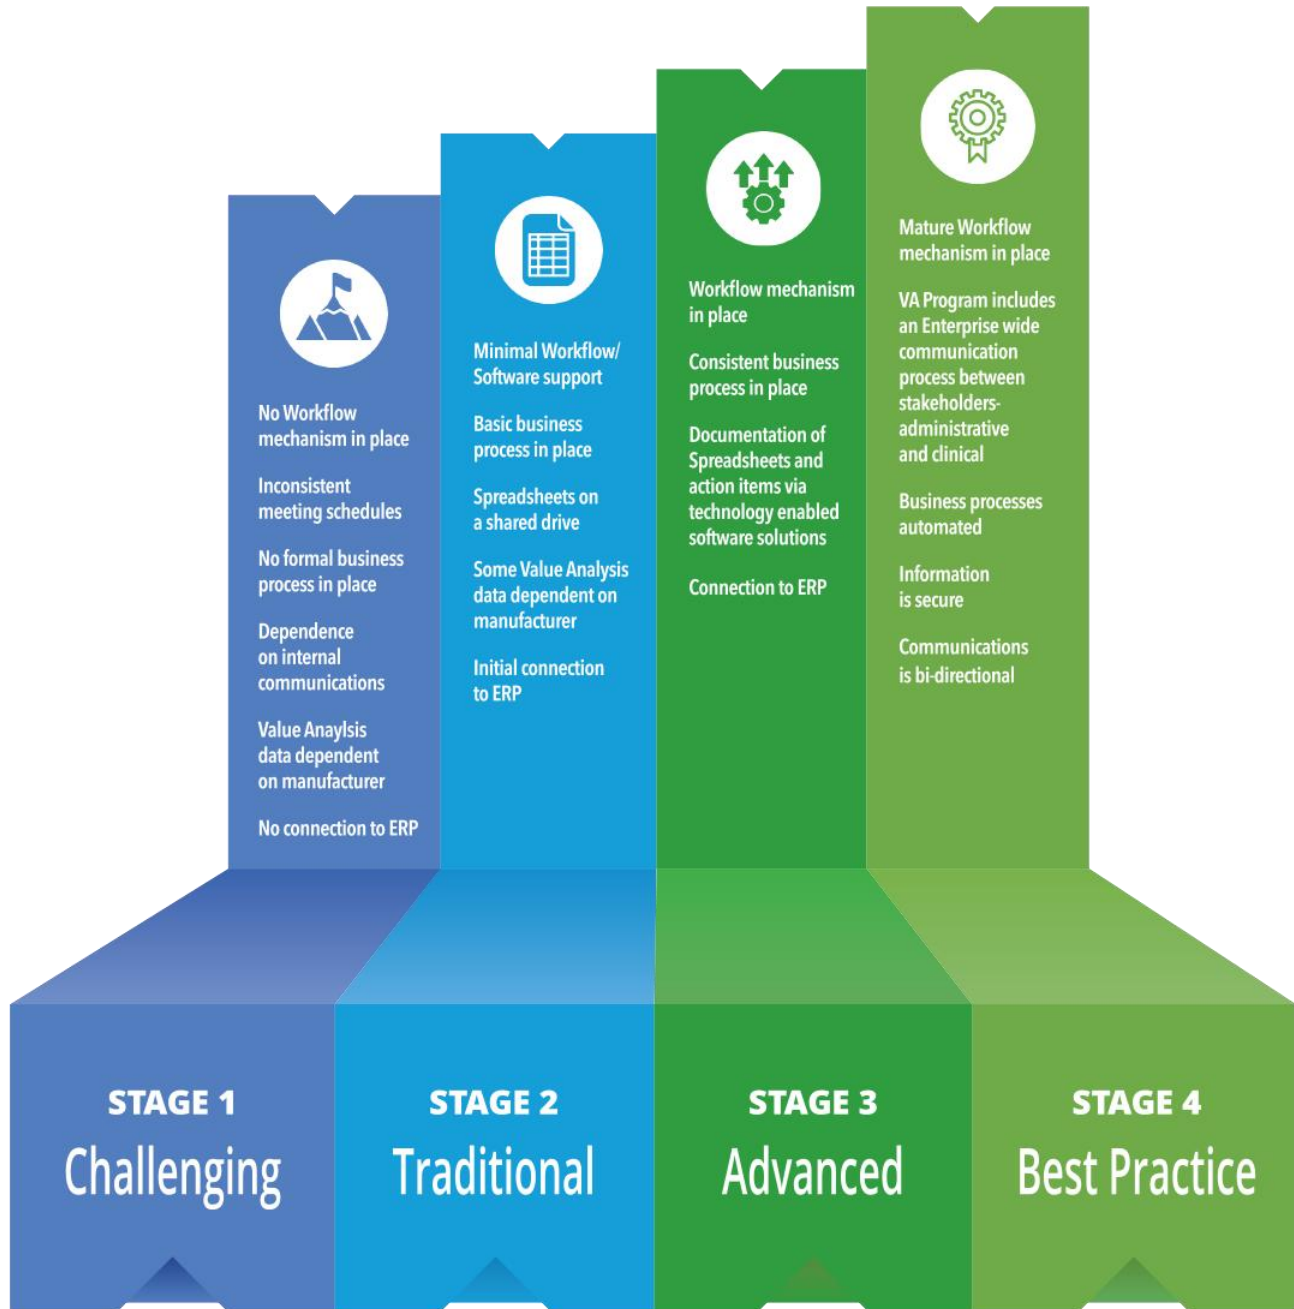 No Workflow
mechanism in place
Inconsistent
meeting schedules
No formal business
process in place
Dependence
on internal
communications
Value Anaylsis
data dependent
on manufacturer
No connection to ERP
Minimal Workflow/
Software support
Basic business
process in place
Spreadsheets on
a shared drive
Some Value Analysis
data dependent on
manufacturer
Initial connection
to ERP
Workflow mechanism
in place
Consistent business
process in place
Documentation of
Spreadsheets and
action items via
technology enabled
software solutions
Connection to ERP
Mature Workflow
mechanism in place
VA Program includes
an Enterprise wide
communication
process between
stakeholders-
administrative
and clinical
Business processes
automated
Information
is secure
Communications
is bi-directional
STAGE 1
Challenging
STAGE 2
Traditional
STAGE 3
Advanced
STAGE 4
Best Practice